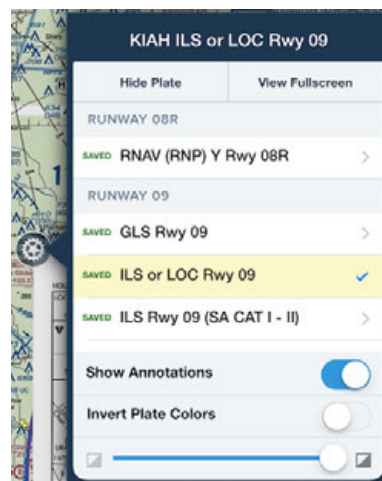 KIAH ILS or LOC Rwy 09
Hide Plate View Fullscreen
RUNWAY 08R
SAVED RNAV (RNP) Y Rwy 08R
RUNWAY 09
SAVED GLS Rwy 09
SAVED ILS or LOC Rwy 09
SAVED ILS Rwy 09 (SA CAT I - II)
Show Annotations
Invert Plate Colors